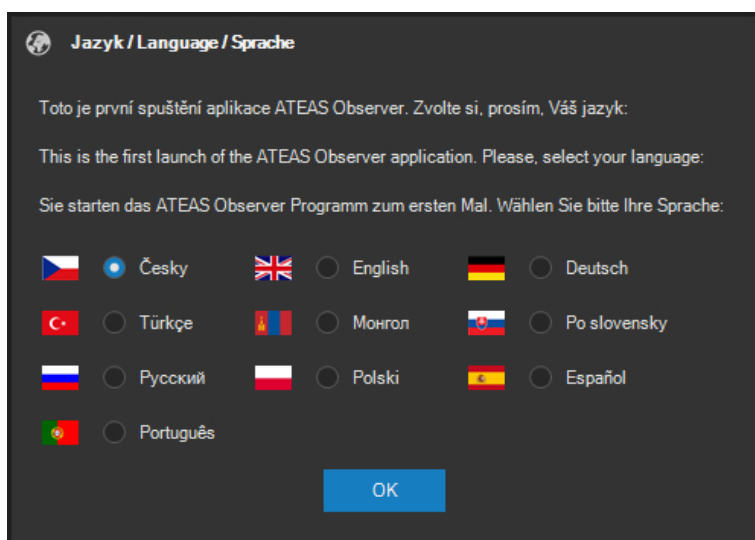 Jazyk / Language / Sprache
Toto je první spuštění aplikace ATEAS Observer. Zvolte si, prosím, Váš jazyk:
This is the first launch of the ATEAS Observer application. Please, select your language:
Sie starten das ATEAS Observer Programm zum ersten Mal. Wählen Sie bitte Ihre Sprache:
Česky English Deutsch
Türkçe Монгол Po slovensky
Русский Polski Español
Português
OK